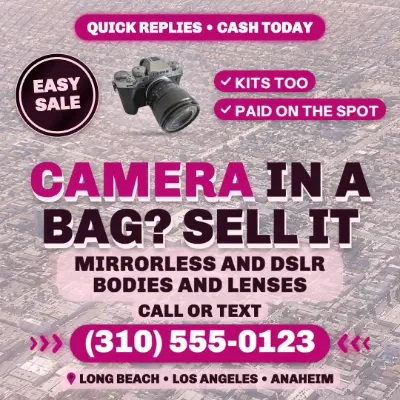 QUICK REPLIES • CASH TODAY
EASY
SALE
KITS TOO
PAID ON THE SPOT
CAMERA IN A
BAG? SELL IT
MIRRORLESS AND DSLR
BODIES AND LENSES
CALL OR TEXT
(310) 555-0123
LONG BEACH • LOS ANGELES • ANAHEIM